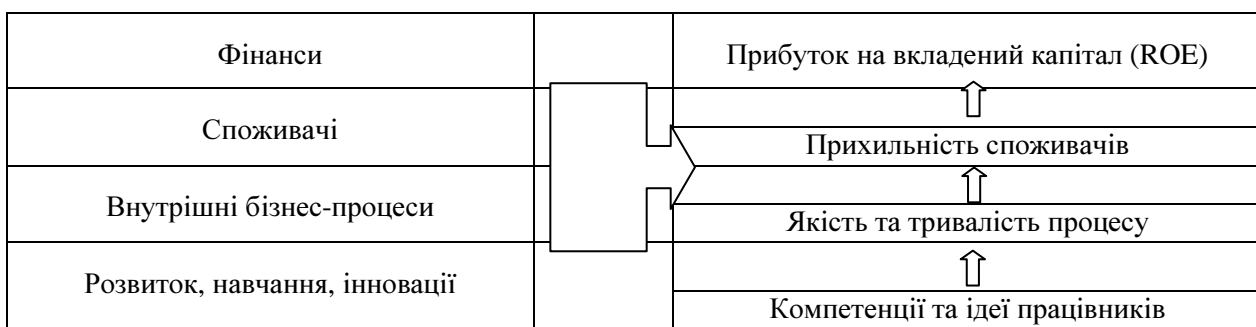 Фінанси
Прибуток на вкладений капітал (ROE)
Споживачі
Прихильність споживачів
Внутрішні бізнес-процеси
Якість та тривалість процесу
Розвиток, навчання, інновації
Компетенції та ідеї працівників